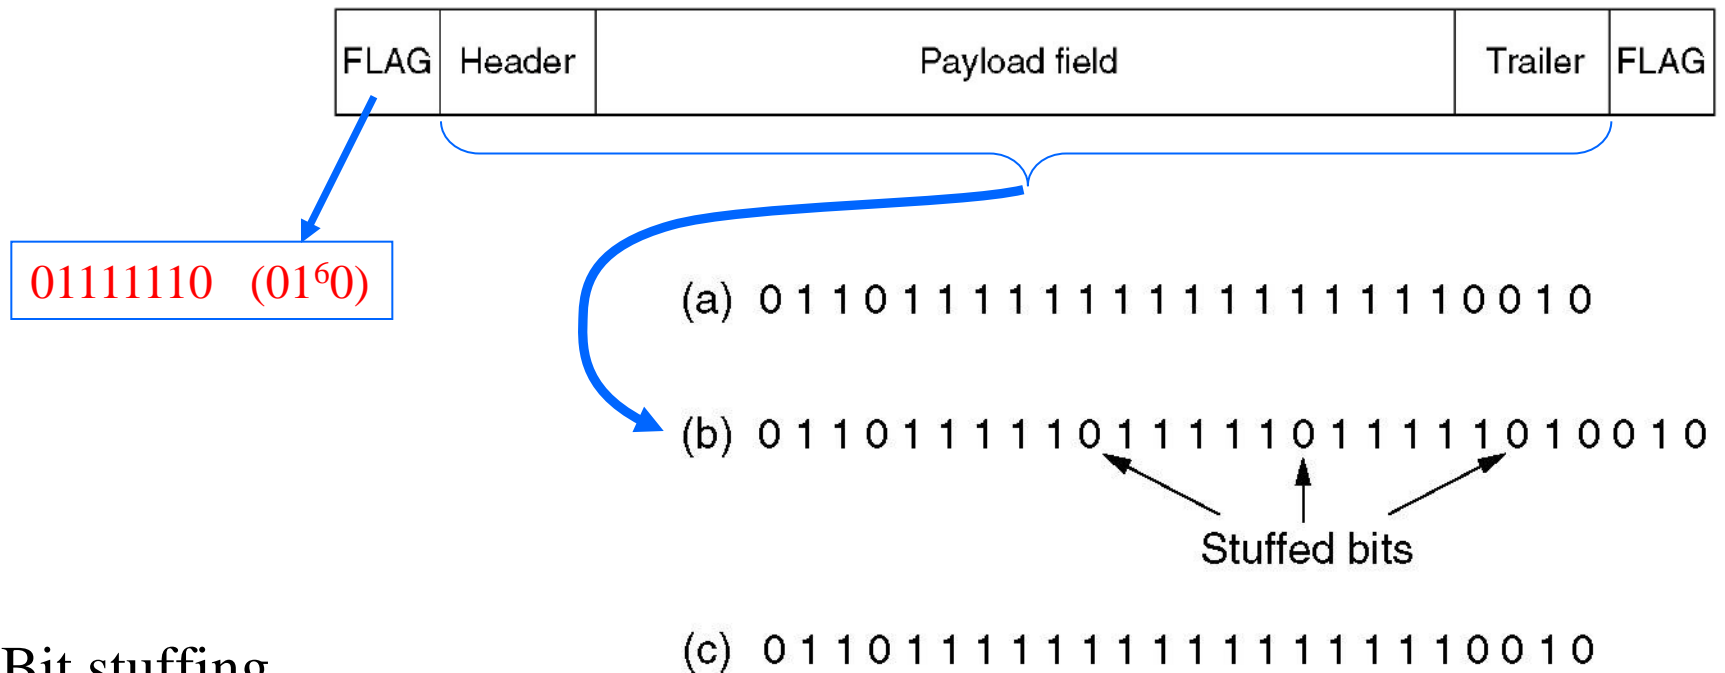 FLAG Header Payload field Trailer FLAG
01111110 (01⁶0)
(a) 0 1 1 0 1 1 1 1 1 1 1 1 1 1 1 1 1 1 1 1 0 0 1 0
(b) 0 1 1 0 1 1 1 1 1 0 1 1 1 1 1 0 1 1 1 1 1 0 1 0 0 1 0
Stuffed bits
(c) 0 1 1 0 1 1 1 1 1 1 1 1 1 1 1 1 1 1 1 1 0 0 1 0
Bit stuffing